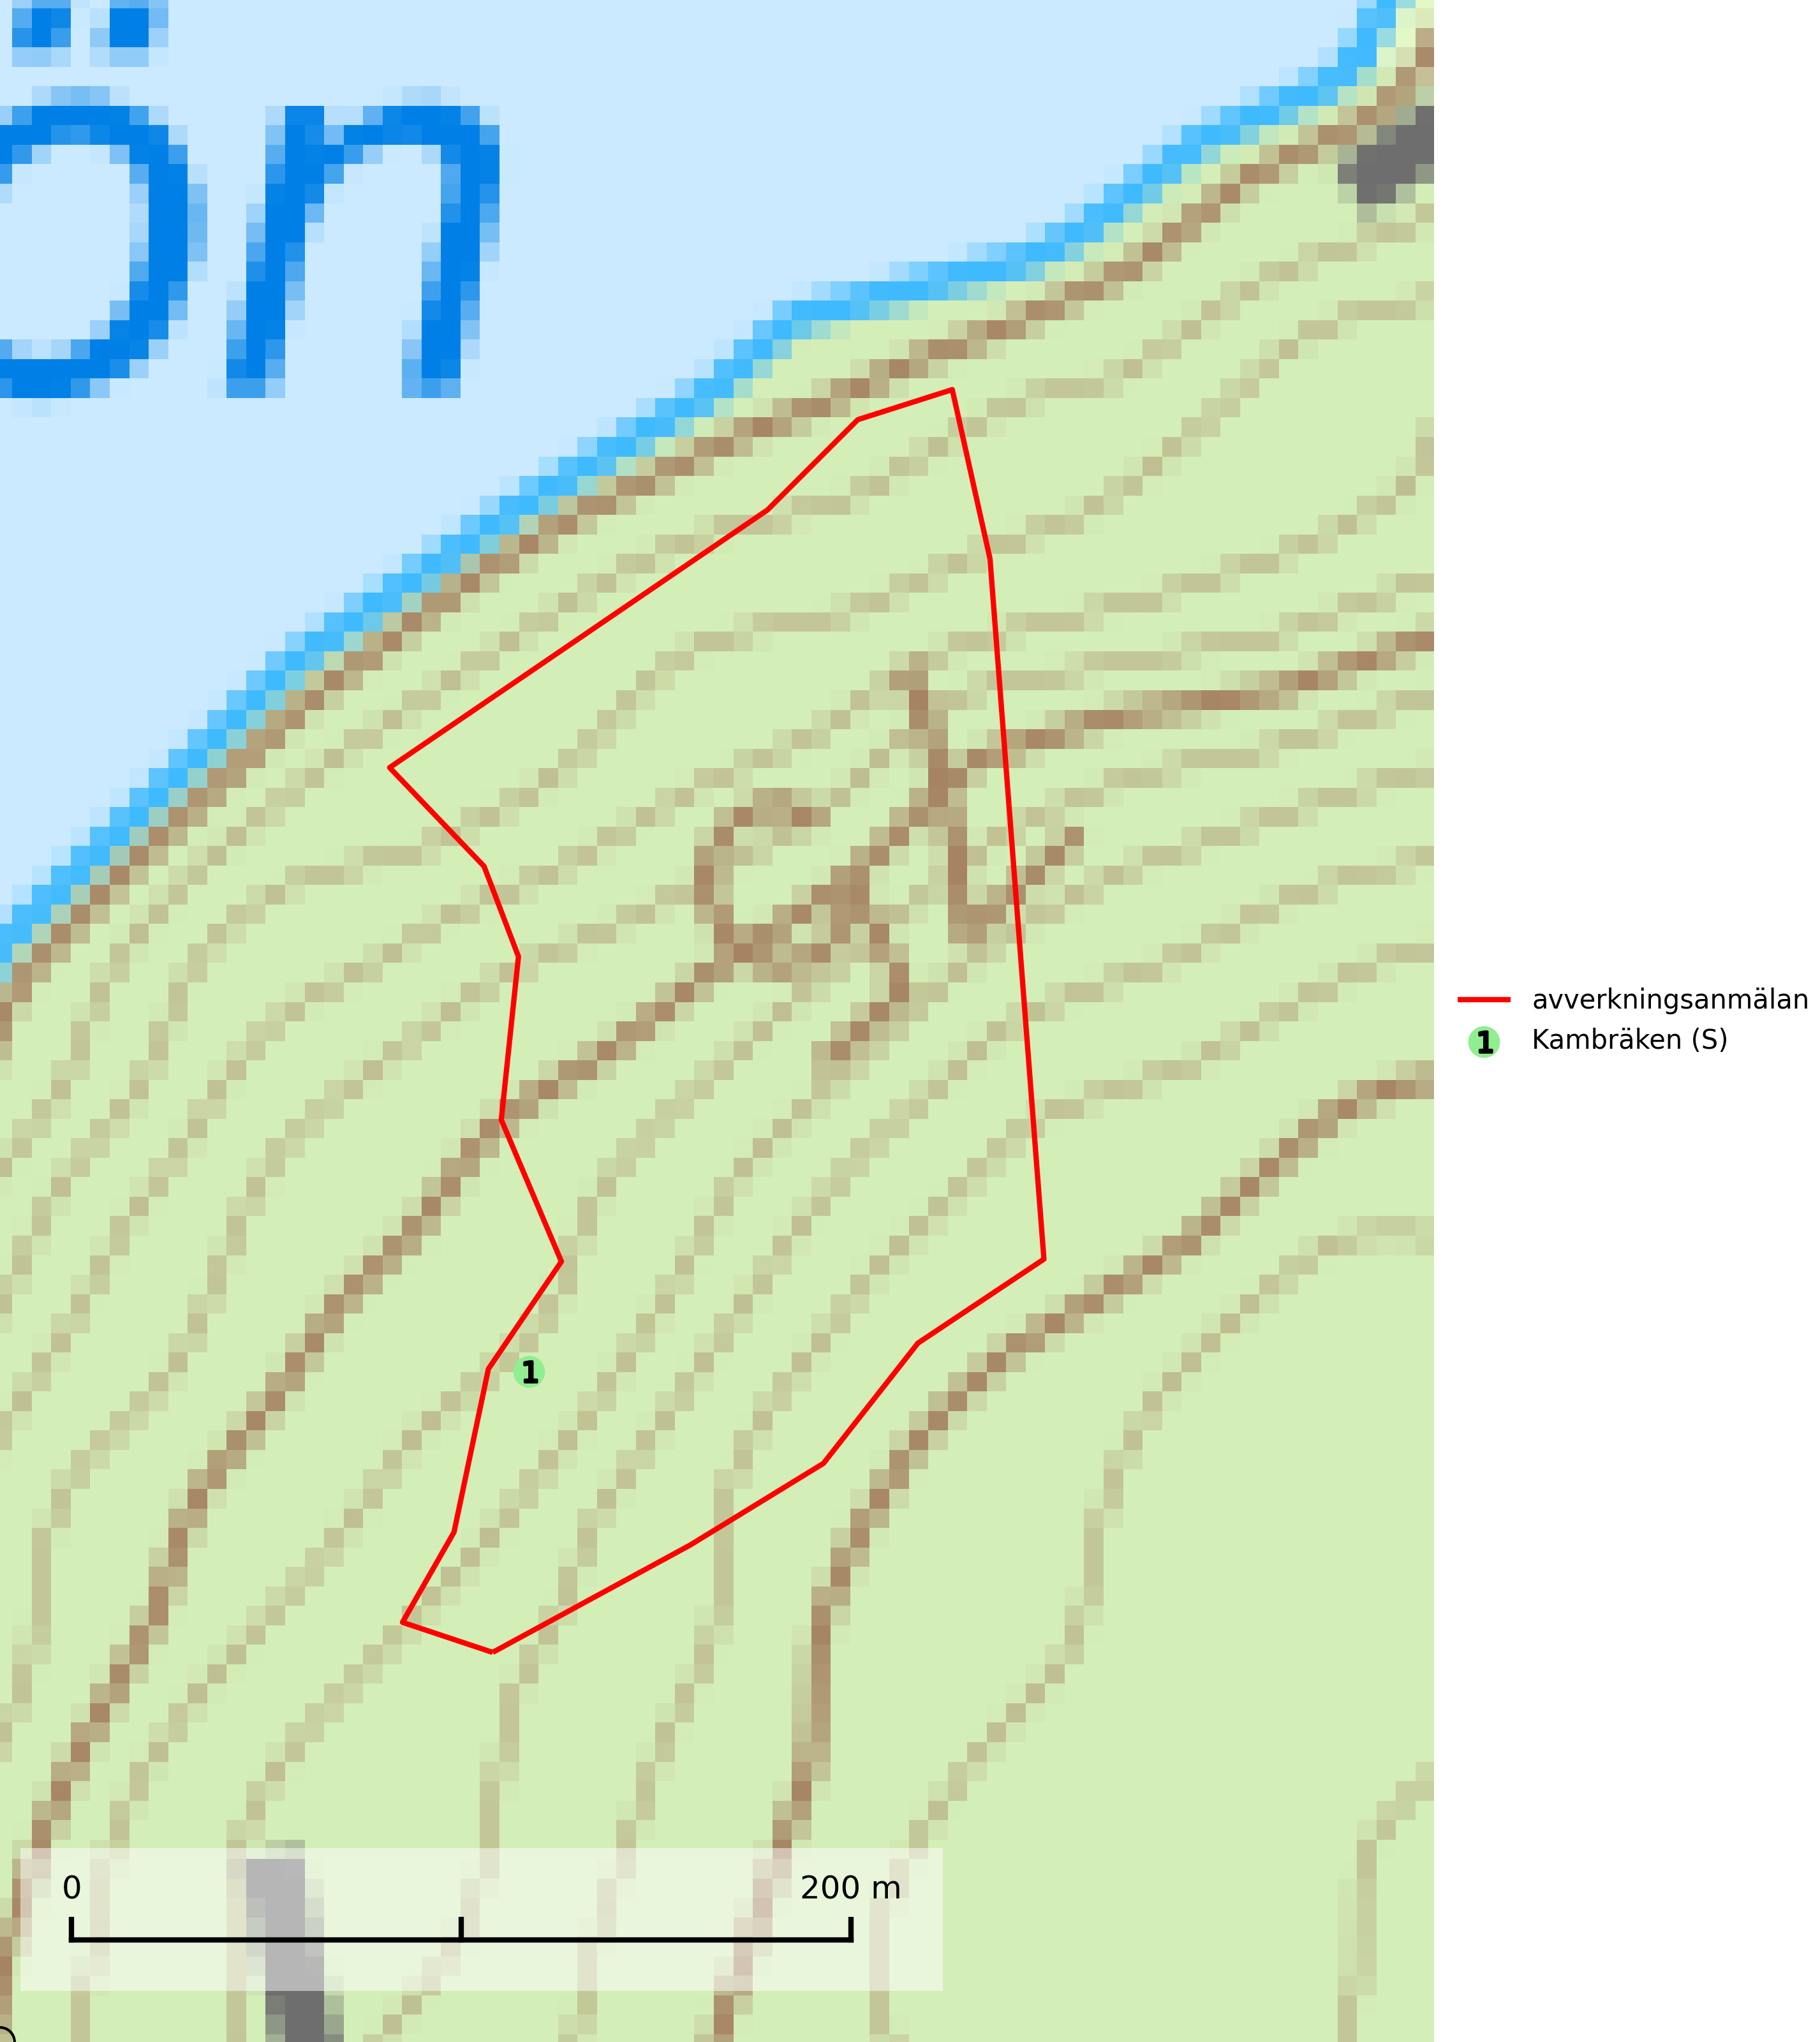 ön
avverkningsanmälan
1 Kambräken (S)
1
0 200 m